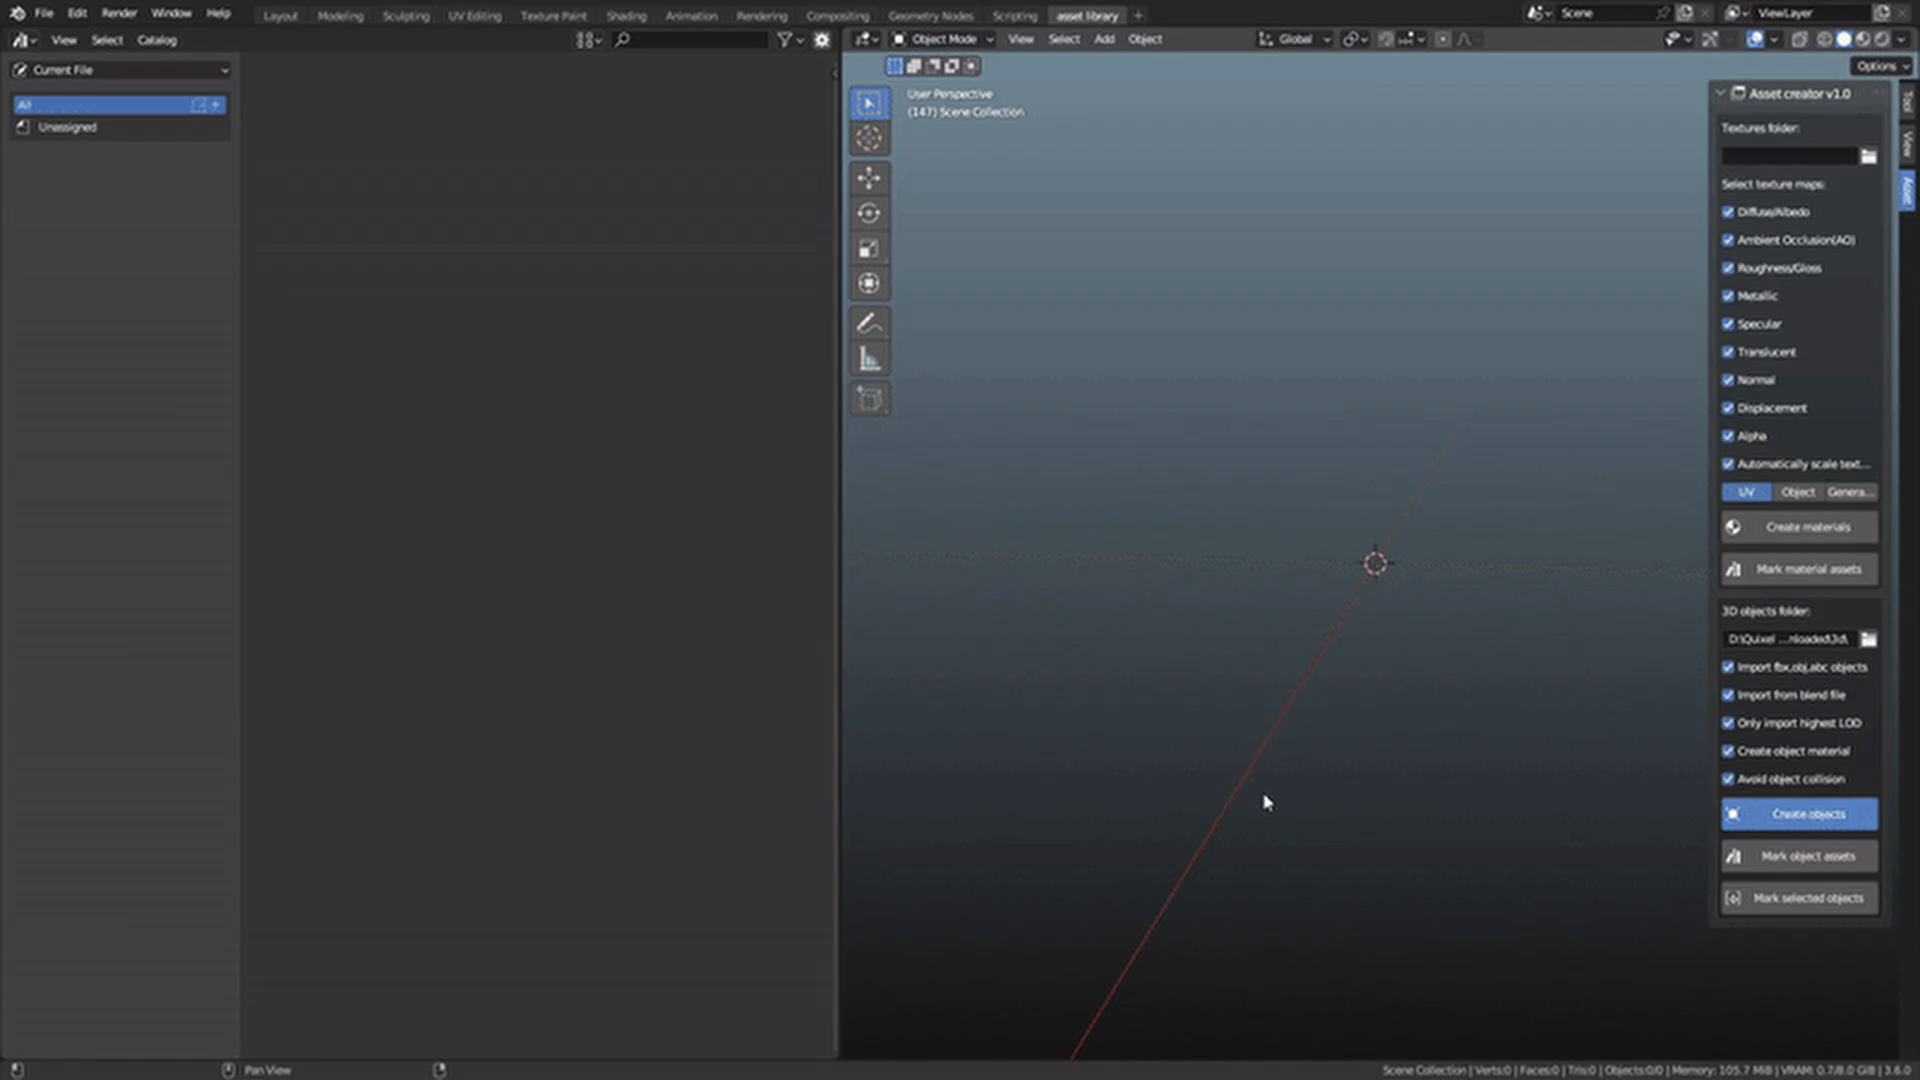 File Edit Render Window Help Layout Modeling Sculpting UV Editing Texture Paint Shading Animation Rendering Compositing Geometry Nodes Scripting asset library + Scene ViewLayer
View Select Catalog Object Mode View Select Add Object Global
Options
Current File
All
Unassigned
User Perspective
(147) Scene Collection
Asset creator v1.0
Textures folder:
Select texture maps:
Diffuse/Albedo
Ambient Occlusion(AO)
Roughness/Gloss
Metallic
Specular
Translucent
Normal
Displacement
Alpha
Automatically scale text...
UV Object Genera...
Create materials
Mark material assets
3D objects folder:
D:\Quixel ...nloaded\3d\
Import fbx,obj,abc objects
Import from blend file
Only import highest LOD
Create object material
Avoid object collision
Create objects
Mark object assets
Mark selected objects
Tool
View
Asset
Pan View
Scene Collection | Verts:0 | Faces:0 | Tris:0 | Objects:0/0 | Memory: 105.7 MiB | VRAM: 0.7/8.0 GiB | 3.6.0